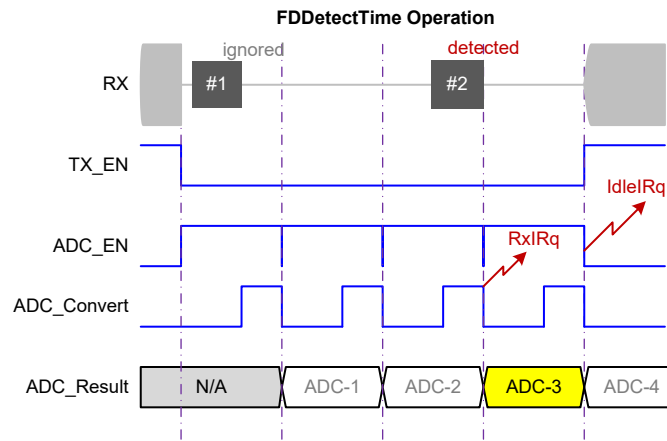 FDDetectTime Operation
ignored
detected
RX
#1
#2
TX_EN
IdleIRq
ADC_EN
RxIRq
ADC_Convert
ADC_Result
N/A
ADC-1
ADC-2
ADC-3
ADC-4